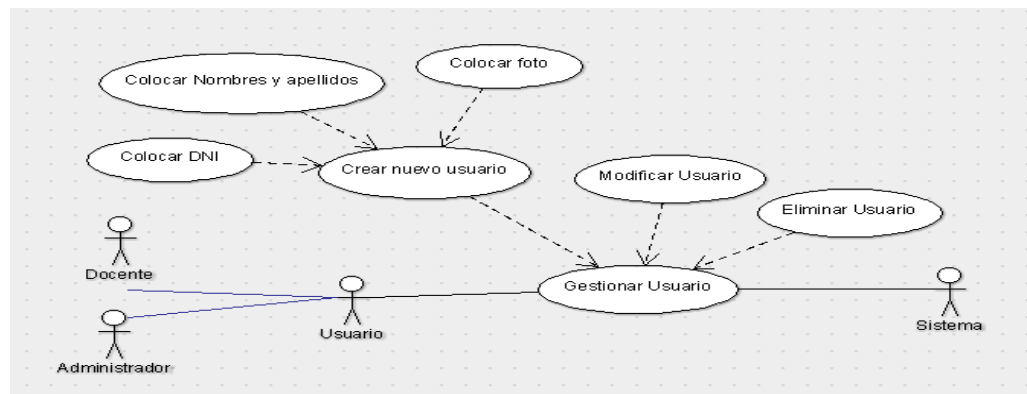 Colocar foto
Colocar Nombres y apellidos
Colocar DNI
Crear nuevo usuario
Modificar Usuario
Eliminar Usuario
Docente
Gestionar Usuario
Usuario
Sistema
Administrador